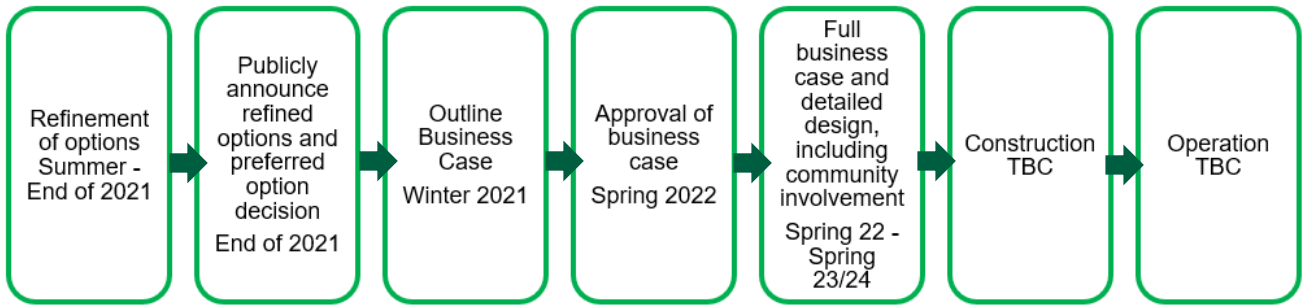 Refinement
of options
Summer -
End of 2021
Publicly
announce
refined
options and
preferred
option
decision
End of 2021
Outline
Business
Case
Winter 2021
Approval of
business
case
Spring 2022
Full
business
case and
detailed
design,
including
community
involvement
Spring 22 -
Spring
23/24
Construction
TBC
Operation
TBC